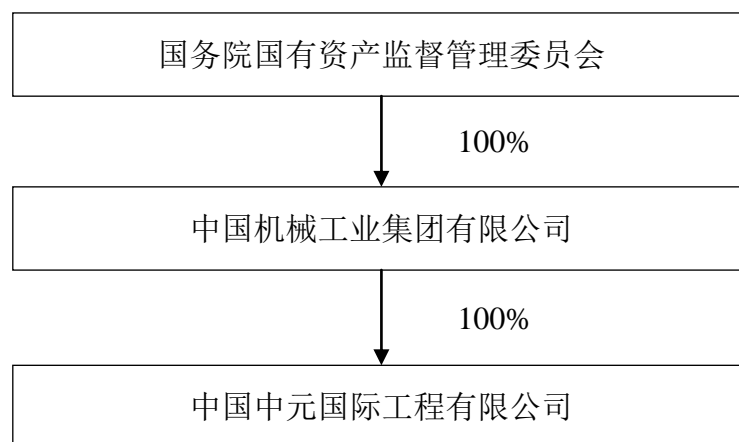 国务院国有资产监督管理委员会
100%
中国机械工业集团有限公司
100%
中国中元国际工程有限公司